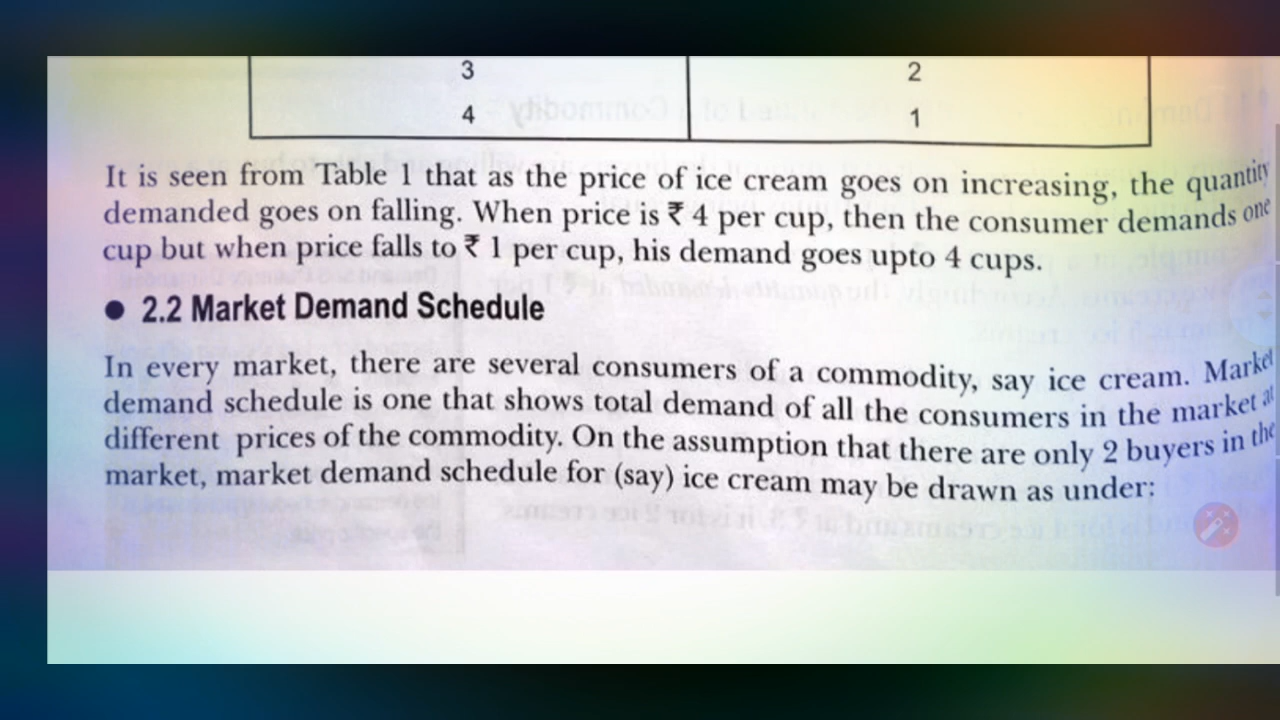 3 2
4 1
It is seen from Table 1 that as the price of ice cream goes on increasing, the quantity
demanded goes on falling. When price is ₹ 4 per cup, then the consumer demands one
cup but when price falls to ₹ 1 per cup, his demand goes upto 4 cups.
● 2.2 Market Demand Schedule
In every market, there are several consumers of a commodity, say ice cream. Market
demand schedule is one that shows total demand of all the consumers in the market at
different prices of the commodity. On the assumption that there are only 2 buyers in the
market, market demand schedule for (say) ice cream may be drawn as under: